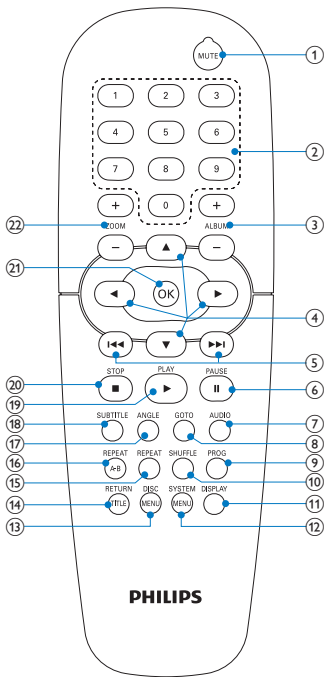 MUTE
1
1 2 3
4 5 6
2
7 8 9
+ 0 +
22 ZOOM ALBUM 3
− ▲ −
21
◄ OK ►
4
I◄◄ ▼ ►►I
5
20 STOP PLAY PAUSE
■ ► II
6
19
18 SUBTITLE ANGLE GOTO AUDIO 7
17 8
16 REPEAT REPEAT SHUFFLE PROG 9
A-B
15 10
RETURN DISC SYSTEM DISPLAY
14 TITLE MENU MENU 11
13 12
PHILIPS